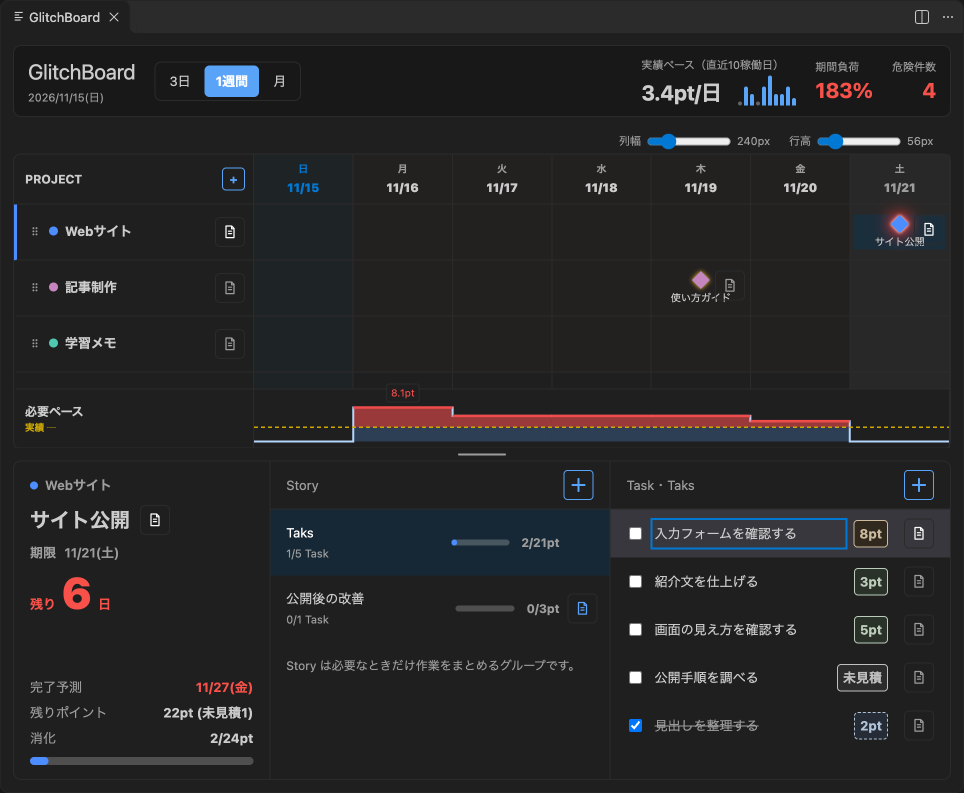 GlitchBoard
GlitchBoard
2026/11/15(日)
3日 1週間 月
実績ペース（直近10稼働日）
3.4pt/日
期間負荷
183%
危険件数
4
列幅 240px 行高 56px
PROJECT
日 月 火 水 木 金 土
11/15 11/16 11/17 11/18 11/19 11/20 11/21
Webサイト
サイト公開
記事制作
使い方ガイド
学習メモ
必要ペース
実績
8.1pt
Webサイト
サイト公開
期限 11/21(土)
残り 6 日
完了予測 11/27(金)
残りポイント 22pt (未見積1)
消化 2/24pt
Story
Taks
1/5 Task
2/21pt
公開後の改善
0/1 Task
0/3pt
Story は必要なときだけ作業をまとめるグループです。
Task・Taks
入力フォームを確認する 8pt
紹介文を仕上げる 3pt
画面の見え方を確認する 5pt
公開手順を調べる 未見積
見出しを整理する 2pt